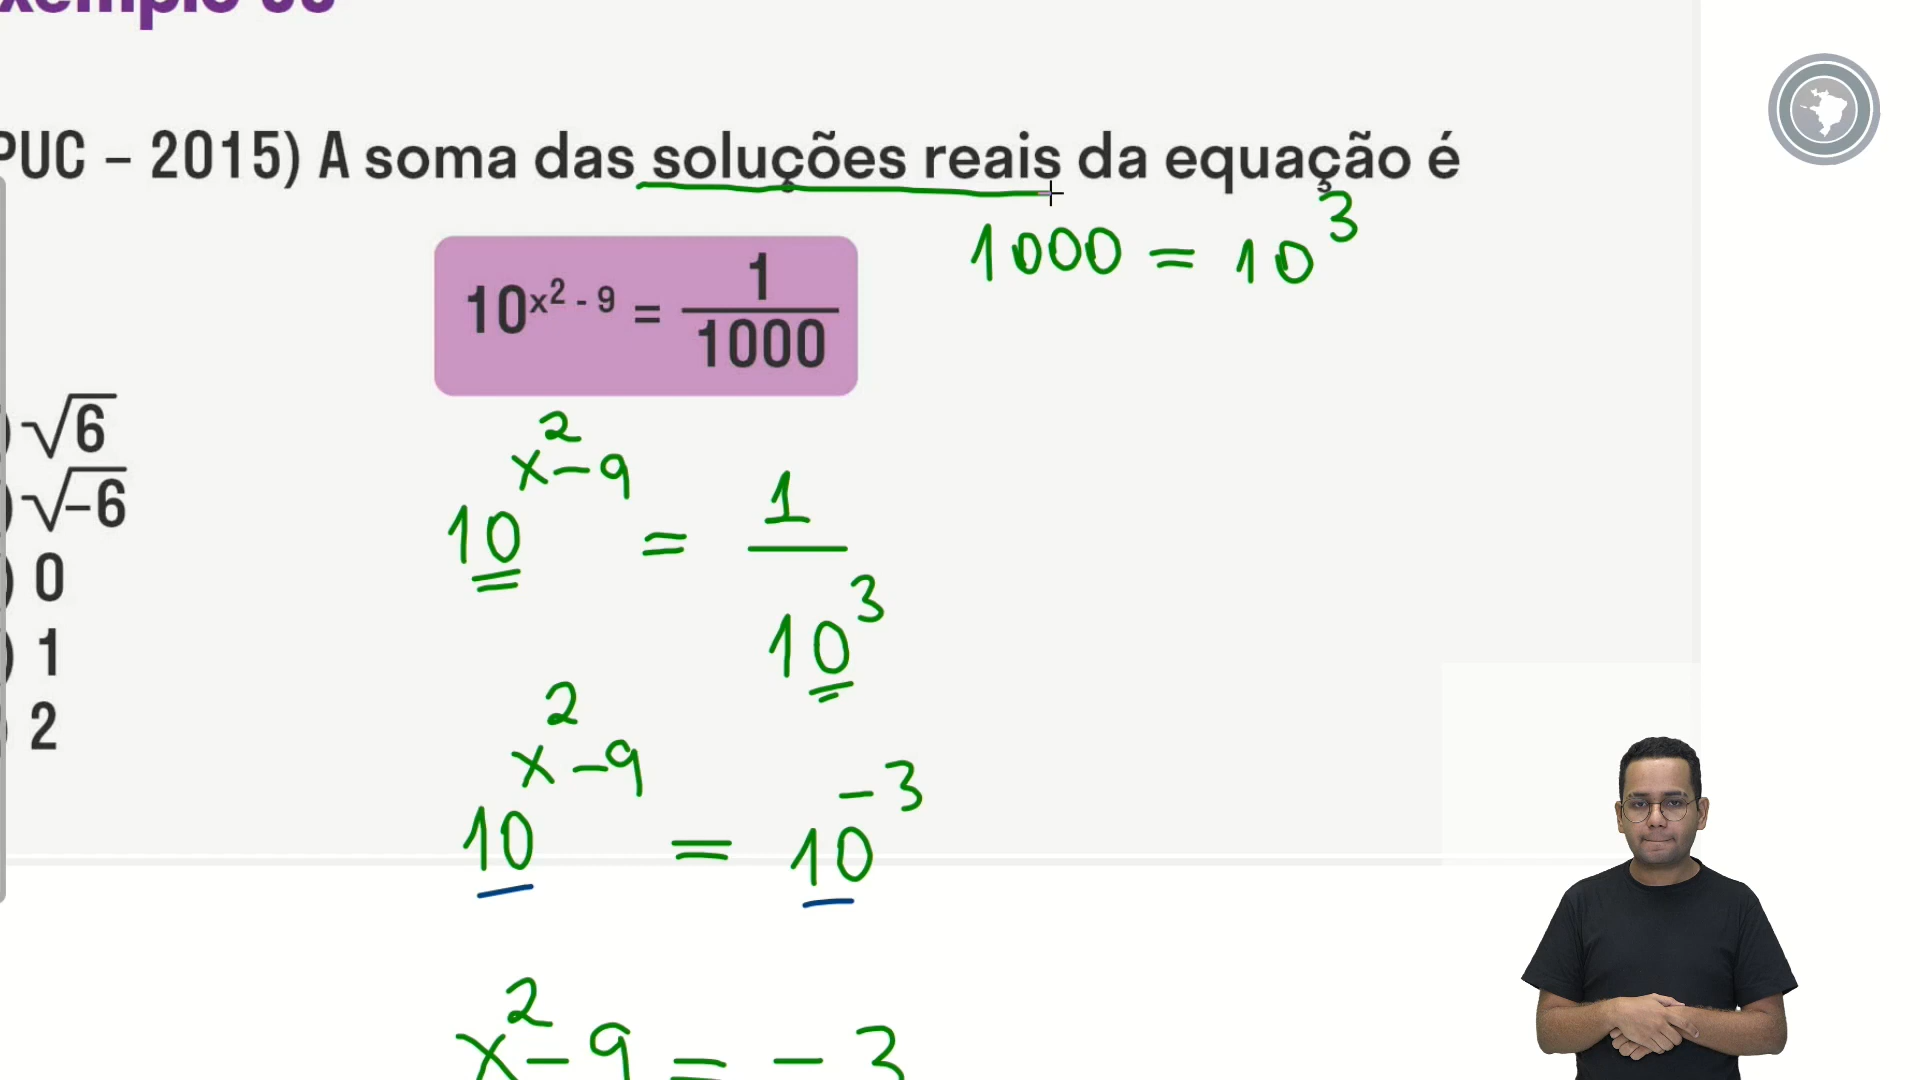 PUC – 2015) A soma das soluções reais da equação é
1000 = 10³
10^x² - 9 = 1/1000
) √6
) √-6
) 0
) 1
) 2
10^x²-9 = 1/10³
10^x²-9 = 10^-3
x²-9 = -3